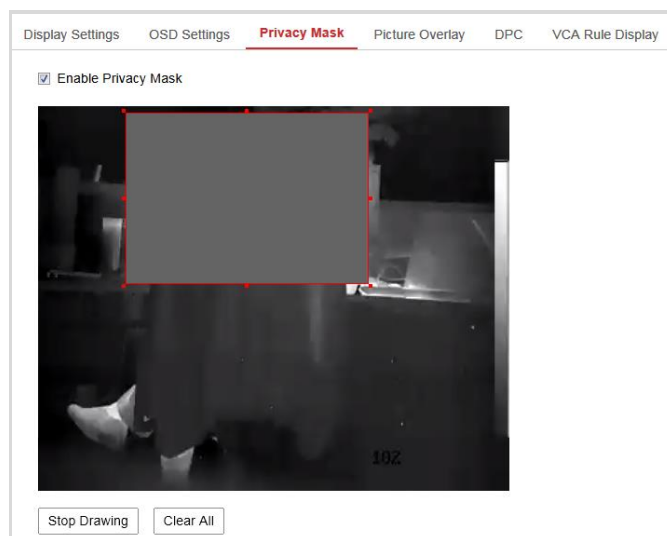 Display Settings OSD Settings Privacy Mask Picture Overlay DPC VCA Rule Display
Enable Privacy Mask
10Z
Stop Drawing Clear All